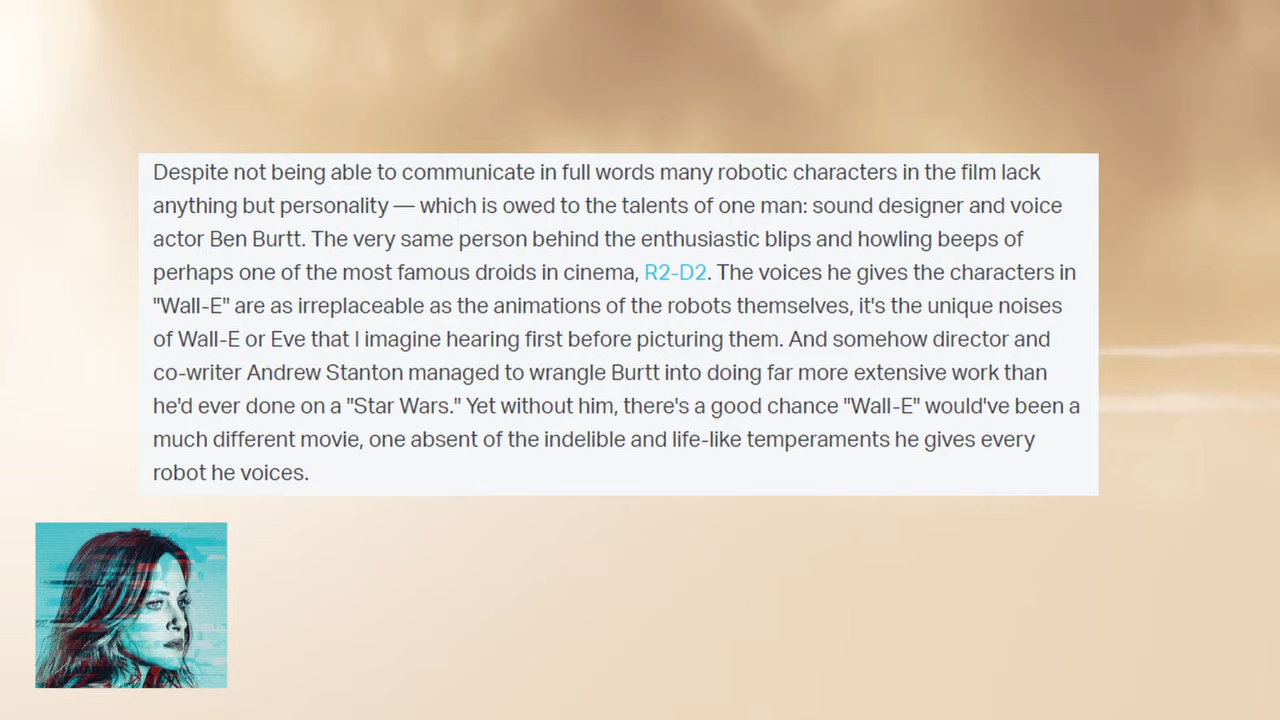 Despite not being able to communicate in full words many robotic characters in the film lack
anything but personality — which is owed to the talents of one man: sound designer and voice
actor Ben Burtt. The very same person behind the enthusiastic blips and howling beeps of
perhaps one of the most famous droids in cinema, R2-D2. The voices he gives the characters in
"Wall-E" are as irreplaceable as the animations of the robots themselves, it's the unique noises
of Wall-E or Eve that I imagine hearing first before picturing them. And somehow director and
co-writer Andrew Stanton managed to wrangle Burtt into doing far more extensive work than
he'd ever done on a "Star Wars." Yet without him, there's a good chance "Wall-E" would've been a
much different movie, one absent of the indelible and life-like temperaments he gives every
robot he voices.